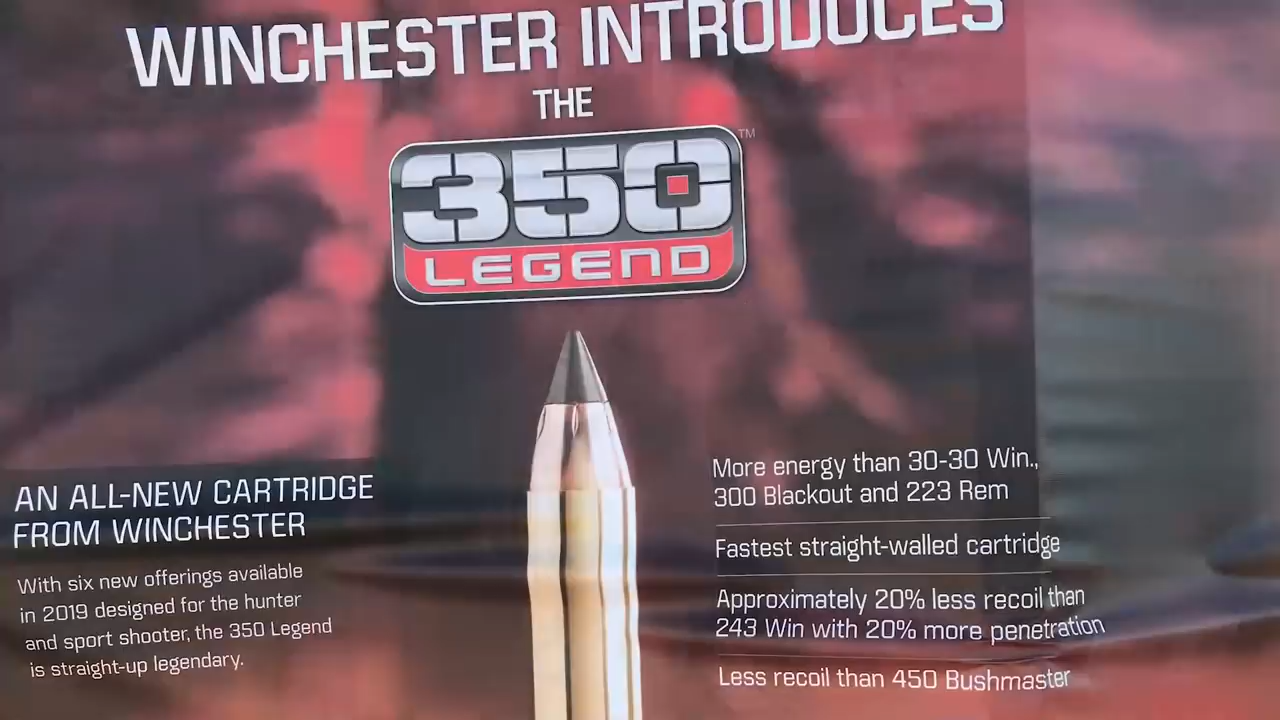 WINCHESTER INTRODUCES
THE
350
LEGEND
TM
AN ALL-NEW CARTRIDGE
FROM WINCHESTER
With six new offerings available
in 2019 designed for the hunter
and sport shooter, the 350 Legend
is straight-up legendary.
More energy than 30-30 Win.,
300 Blackout and 223 Rem
Fastest straight-walled cartridge
Approximately 20% less recoil than
243 Win with 20% more penetration
Less recoil than 450 Bushmaster